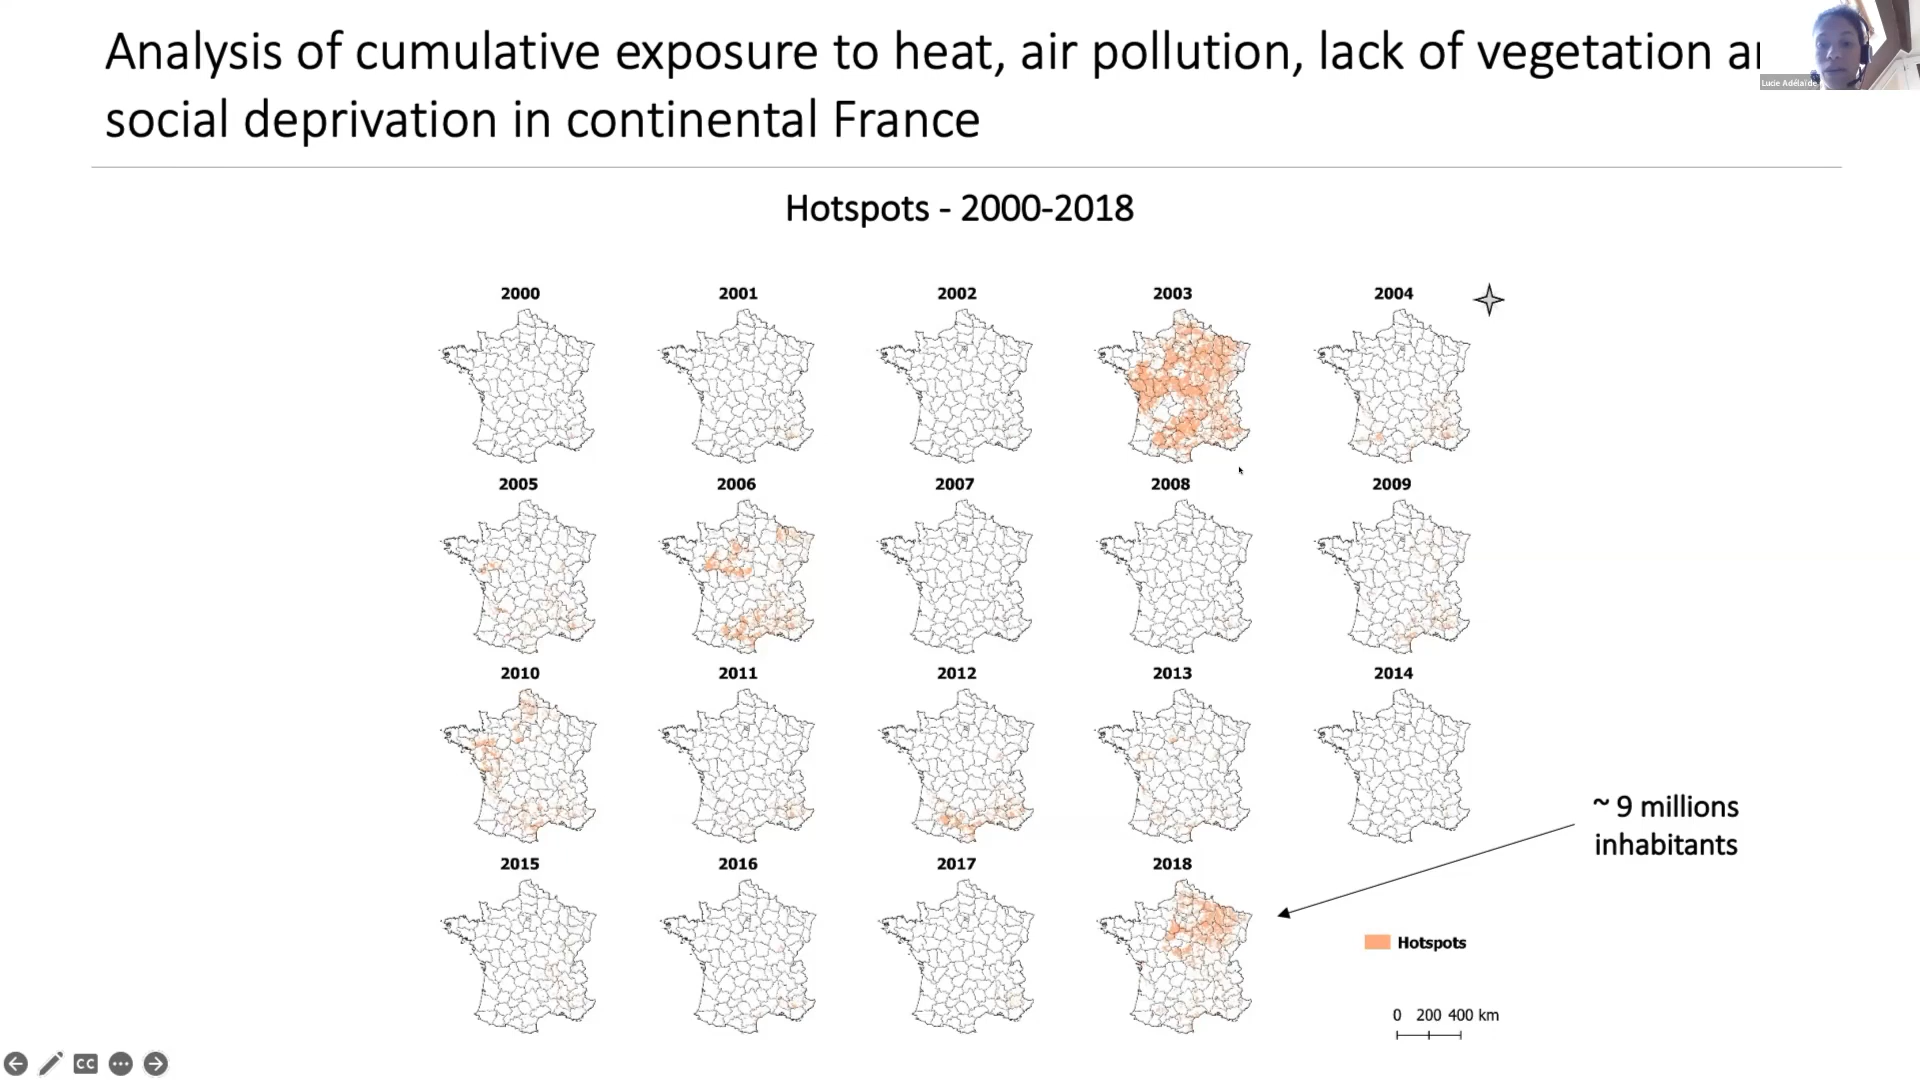 Analysis of cumulative exposure to heat, air pollution, lack of vegetation a
social deprivation in continental France
Lucie Adélaïde
Hotspots - 2000-2018
2000 2001 2002 2003 2004
2005 2006 2007 2008 2009
2010 2011 2012 2013 2014
~ 9 millions
inhabitants
2015 2016 2017 2018
Hotspots
0 200 400 km
CC